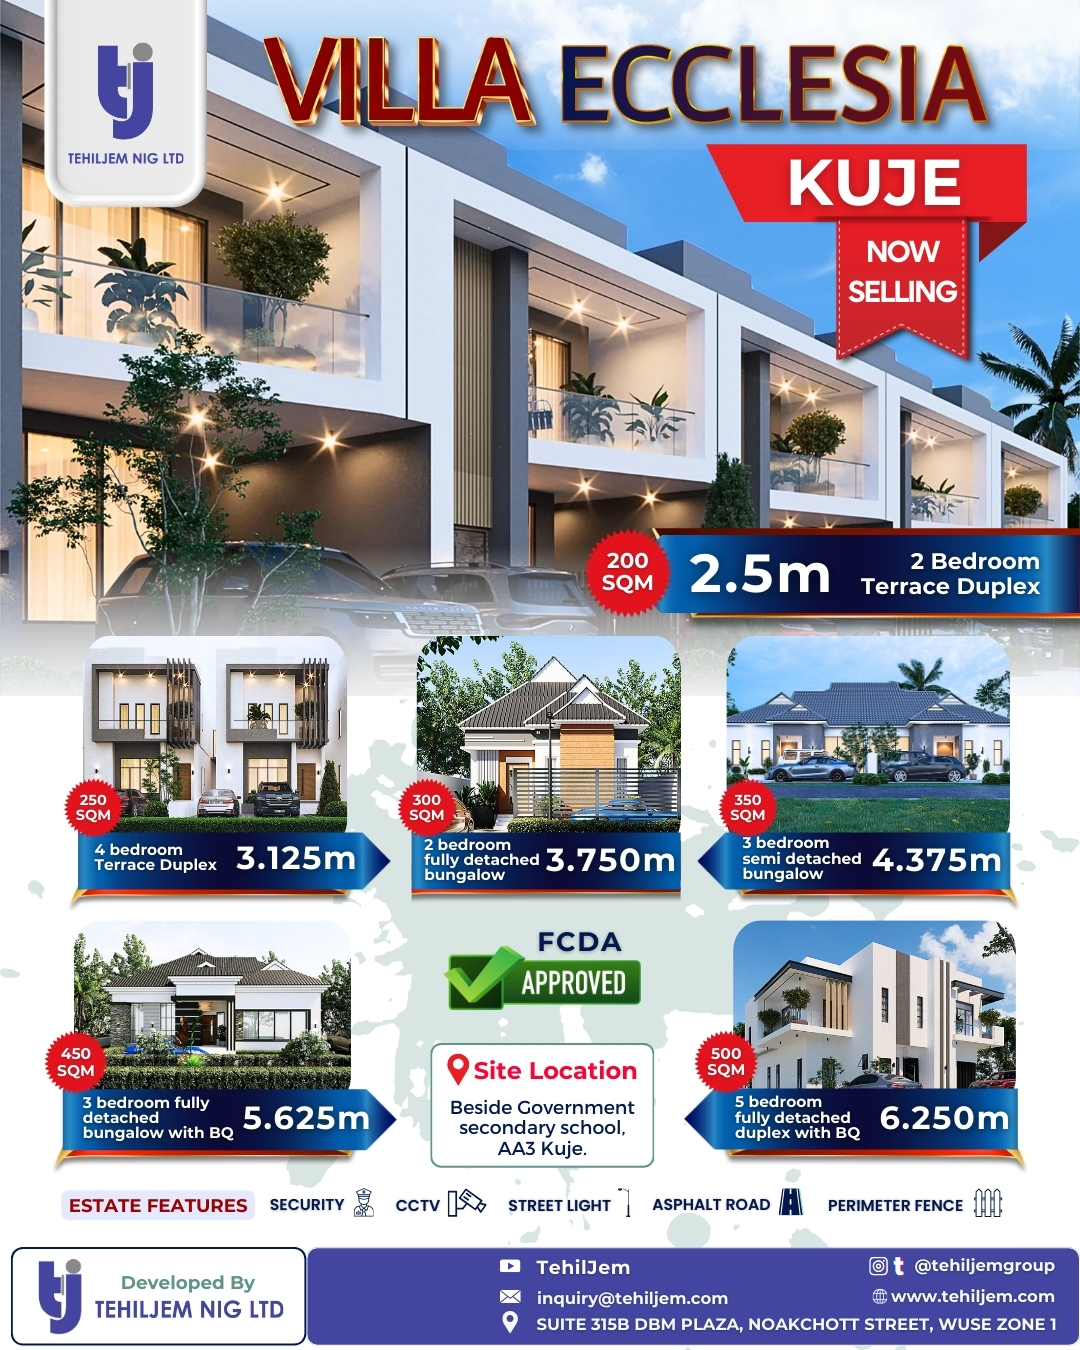 tj
TEHILJEM NIG LTD
VILLA ECCLESIA
KUJE
NOW
SELLING
200
SQM
2.5m
2 Bedroom
Terrace Duplex
250
SQM
4 bedroom
Terrace Duplex
3.125m
300
SQM
2 bedroom
fully detached
bungalow
3.750m
350
SQM
3 bedroom
semi detached
bungalow
4.375m
450
SQM
3 bedroom fully
detached
bungalow with BQ
5.625m
FCDA
APPROVED
Site Location
Beside Government
secondary school,
AA3 Kuje.
500
SQM
5 bedroom
fully detached
duplex with BQ
6.250m
ESTATE FEATURES
SECURITY
CCTV
STREET LIGHT
ASPHALT ROAD
PERIMETER FENCE
tj
Developed By
TEHILJEM NIG LTD
TehilJem
inquiry@tehiljem.com
@tehiljemgroup
www.tehiljem.com
SUITE 315B DBM PLAZA, NOAKCHOTT STREET, WUSE ZONE 1